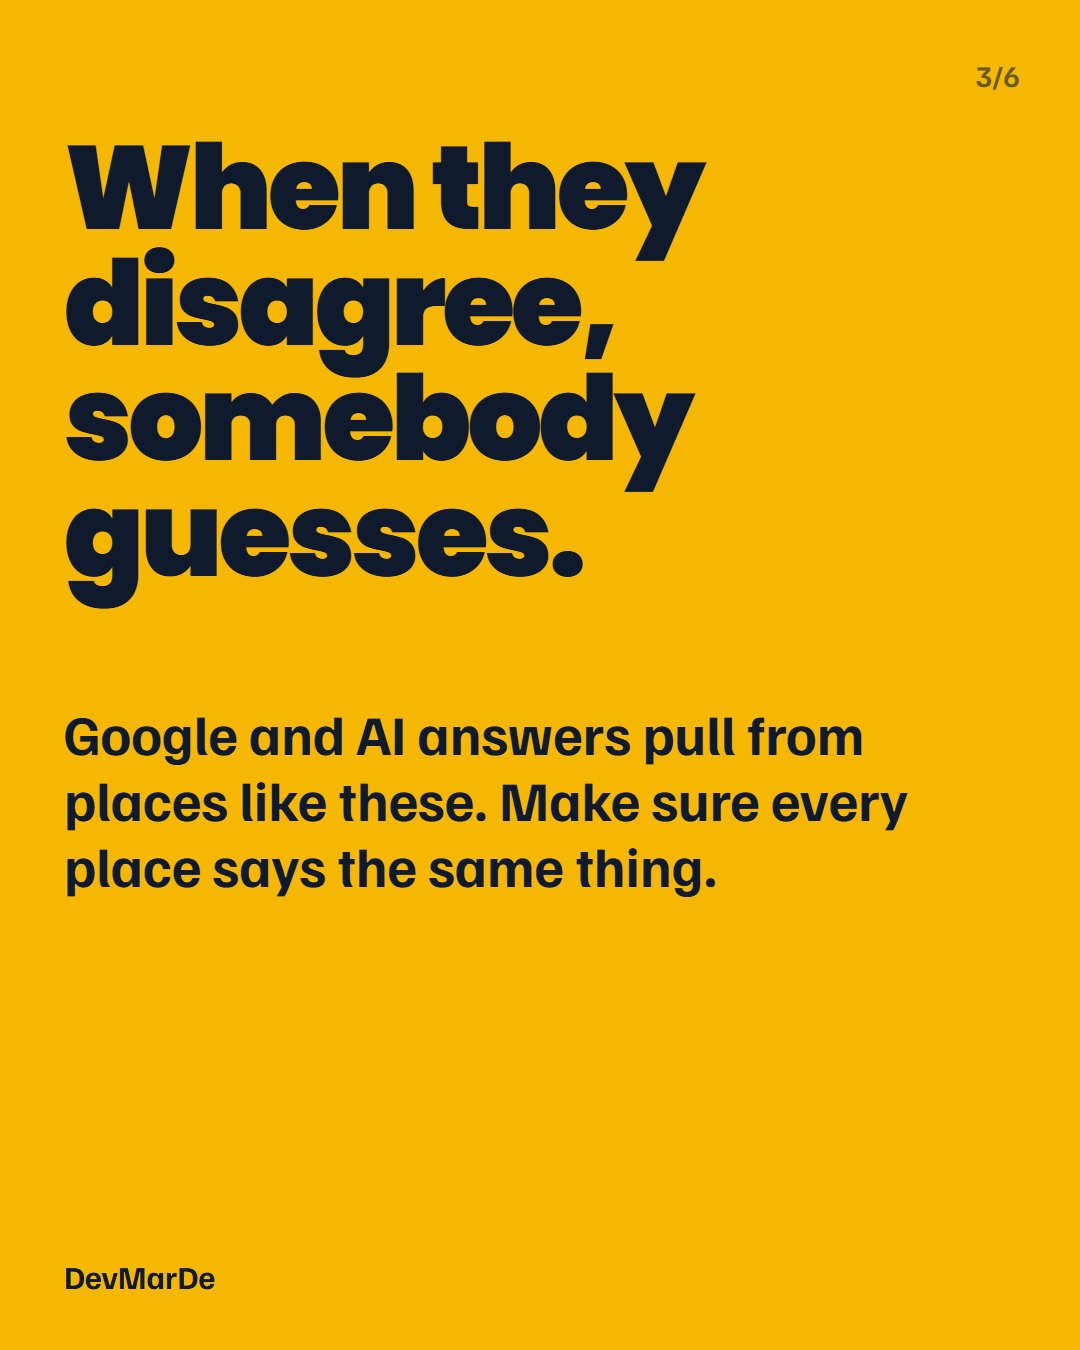 3/6
When they
disagree,
somebody
guesses.
Google and AI answers pull from
places like these. Make sure every
place says the same thing.
DevMarDe